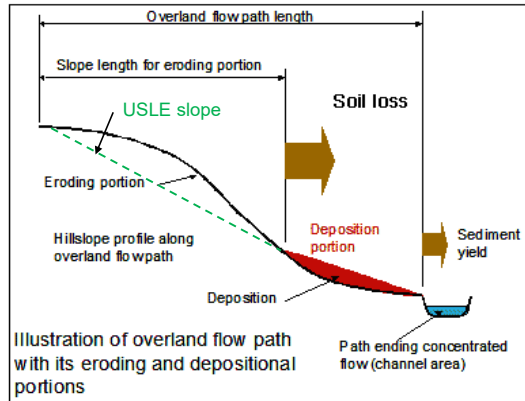 Overland flow path length
Slope length for eroding portion
USLE slope
Soil loss
Eroding portion
Deposition
portion
Sediment
yield
Hillslope profile along
overland flowpath
Deposition
Illustration of overland flow path
with its eroding and depositional
portions
Path ending concentrated
flow (channel area)